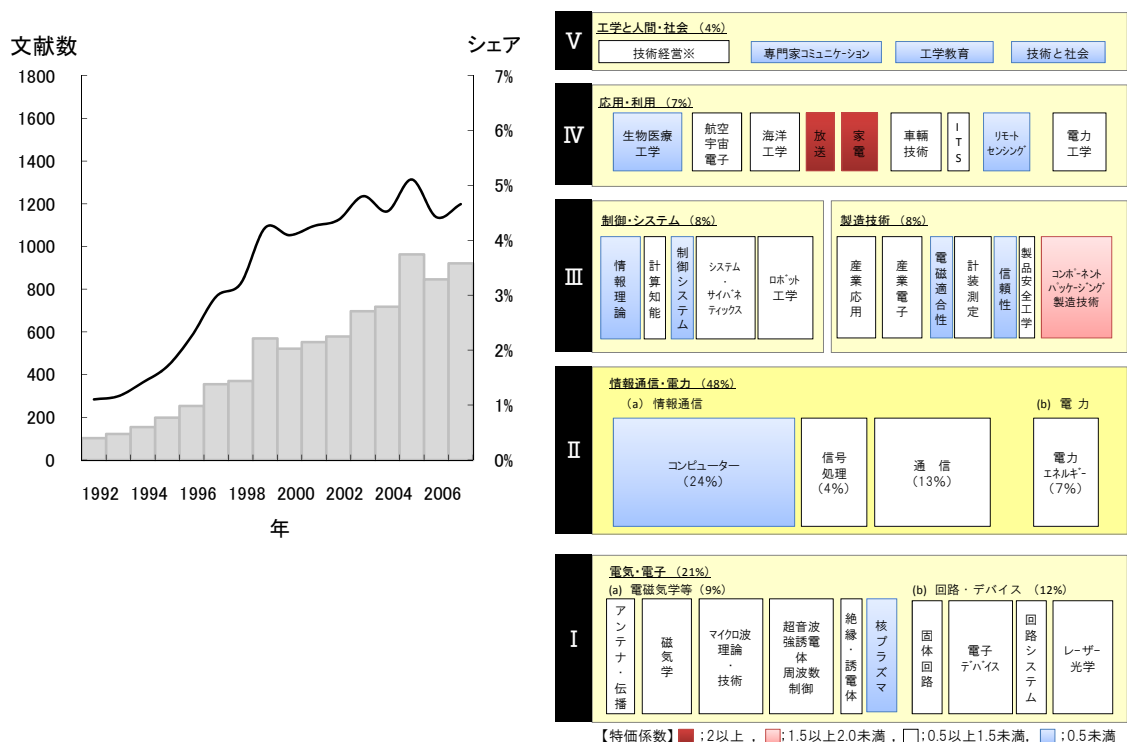 文献数
シェア
1800
1600
1400
1200
1000
800
600
400
200
0
7%
6%
5%
4%
3%
2%
1%
0%
1992 1994 1996 1998 2000 2002 2004 2006
年
Ⅴ
工学と人間・社会 (4%)
技術経営※
専門家コミュニケーション
工学教育
技術と社会
Ⅳ
応用・利用 (7%)
生物医療
工学
航空
宇宙
電子
海洋
工学
放送
家電
車輛
技術
ITS
リモート
センシング
電力
工学
Ⅲ
制御・システム (8%)
情報理論
計算知能
制御システム
システム
・
サイバネ
ティックス
ロボット
工学
製造技術 (8%)
産業応用
産業電子
電磁適合性
計装測定
信頼性
製品安全工学
コンポーネント
パッケージング
製造技術
Ⅱ
情報通信・電力 (48%)
(a) 情報通信
(b) 電 力
コンピューター
(24%)
信号
処理
(4%)
通 信
(13%)
電力
エネルギー
(7%)
Ⅰ
電気・電子 (21%)
(a) 電磁気学等 (9%)
(b) 回路・デバイス (12%)
アンテナ・伝播
磁気学
マイクロ波
理論
・
技術
超音波
強誘電
体
周波数
制御
絶縁・誘電体
核プラズマ
固体回路
電子
デバイス
回路システム
レーザー
光学
【特価係数】 ;2以上 , ;1.5以上2.0未満 , ;0.5以上1.5未満, ;0.5未満